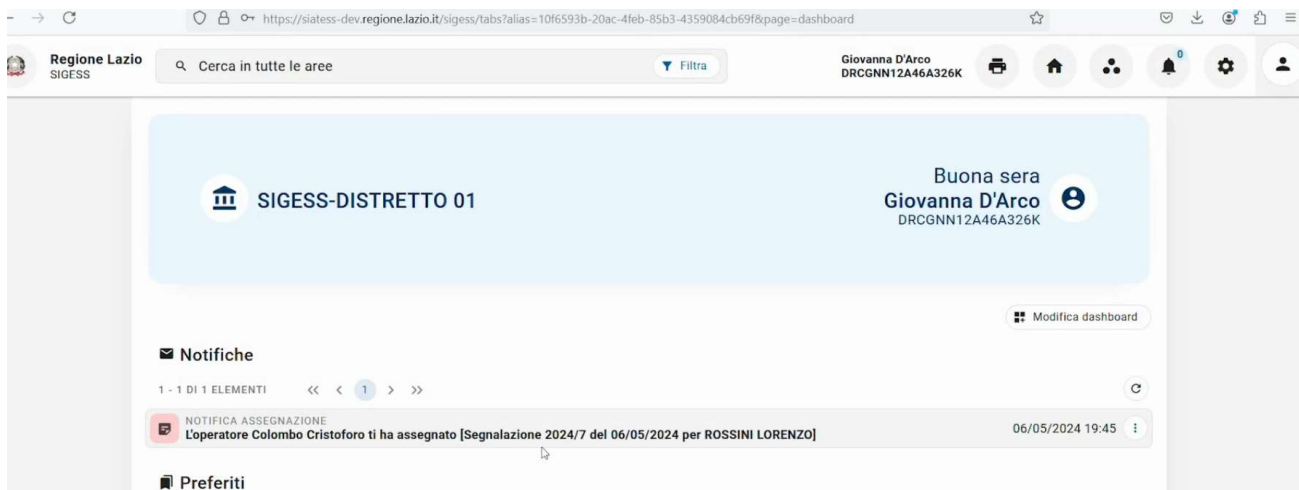 https://siatess-dev.regione.lazio.it/sigess/tabs?alias=10f6593b-20ac-4feb-85b3-4359084cb69f&page=dashboard
Regione Lazio
SIGESS
Cerca in tutte le aree
Filtra
Giovanna D'Arco
DRCGNN12A46A326K
0
SIGESS-DISTRETTO 01
Buona sera
Giovanna D'Arco
DRCGNN12A46A326K
Modifica dashboard
Notifiche
1 - 1 DI 1 ELEMENTI << < 1 > >>
NOTIFICA ASSEGNAZIONE
L'operatore Colombo Cristoforo ti ha assegnato [Segnalazione 2024/7 del 06/05/2024 per ROSSINI LORENZO]
06/05/2024 19:45
Preferiti